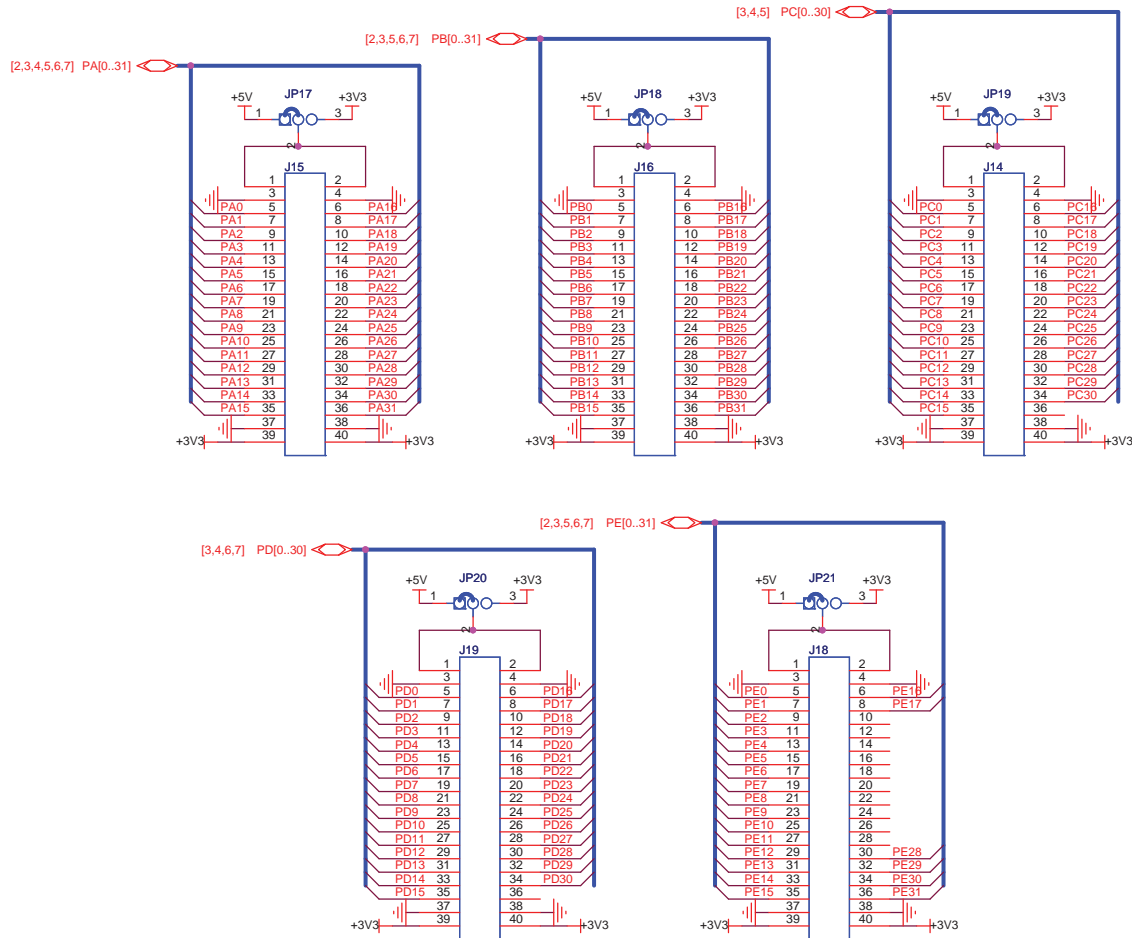 [3,4,5] PC[0..30]
[2,3,5,6,7] PB[0..31]
[2,3,4,5,6,7] PA[0..31]
+5V JP17 +3V3
1 3
2
J15
1 2
3 4
PA0 5 6 PA16
PA1 7 8 PA17
PA2 9 10 PA18
PA3 11 12 PA19
PA4 13 14 PA20
PA5 15 16 PA21
PA6 17 18 PA22
PA7 19 20 PA23
PA8 21 22 PA24
PA9 23 24 PA25
PA10 25 26 PA26
PA11 27 28 PA27
PA12 29 30 PA28
PA13 31 32 PA29
PA14 33 34 PA30
PA15 35 36 PA31
37 38
+3V3 39 40 +3V3
+5V JP18 +3V3
1 3
2
J16
1 2
3 4
PB0 5 6 PB16
PB1 7 8 PB17
PB2 9 10 PB18
PB3 11 12 PB19
PB4 13 14 PB20
PB5 15 16 PB21
PB6 17 18 PB22
PB7 19 20 PB23
PB8 21 22 PB24
PB9 23 24 PB25
PB10 25 26 PB26
PB11 27 28 PB27
PB12 29 30 PB28
PB13 31 32 PB29
PB14 33 34 PB30
PB15 35 36 PB31
37 38
+3V3 39 40 +3V3
+5V JP19 +3V3
1 3
2
J14
1 2
3 4
PC0 5 6 PC16
PC1 7 8 PC17
PC2 9 10 PC18
PC3 11 12 PC19
PC4 13 14 PC20
PC5 15 16 PC21
PC6 17 18 PC22
PC7 19 20 PC23
PC8 21 22 PC24
PC9 23 24 PC25
PC10 25 26 PC26
PC11 27 28 PC27
PC12 29 30 PC28
PC13 31 32 PC29
PC14 33 34 PC30
PC15 35 36
37 38
+3V3 39 40 +3V3
[2,3,5,6,7] PE[0..31]
[3,4,6,7] PD[0..30]
+5V JP20 +3V3
1 3
2
J19
1 2
3 4
PD0 5 6 PD16
PD1 7 8 PD17
PD2 9 10 PD18
PD3 11 12 PD19
PD4 13 14 PD20
PD5 15 16 PD21
PD6 17 18 PD22
PD7 19 20 PD23
PD8 21 22 PD24
PD9 23 24 PD25
PD10 25 26 PD26
PD11 27 28 PD27
PD12 29 30 PD28
PD13 31 32 PD29
PD14 33 34 PD30
PD15 35 36
37 38
+3V3 39 40 +3V3
+5V JP21 +3V3
1 3
2
J18
1 2
3 4
PE0 5 6 PE16
PE1 7 8 PE17
PE2 9 10
PE3 11 12
PE4 13 14
PE5 15 16
PE6 17 18
PE7 19 20
PE8 21 22
PE9 23 24
PE10 25 26
PE11 27 28
PE12 29 30 PE28
PE13 31 32 PE29
PE14 33 34 PE30
PE15 35 36 PE31
37 38
+3V3 39 40 +3V3